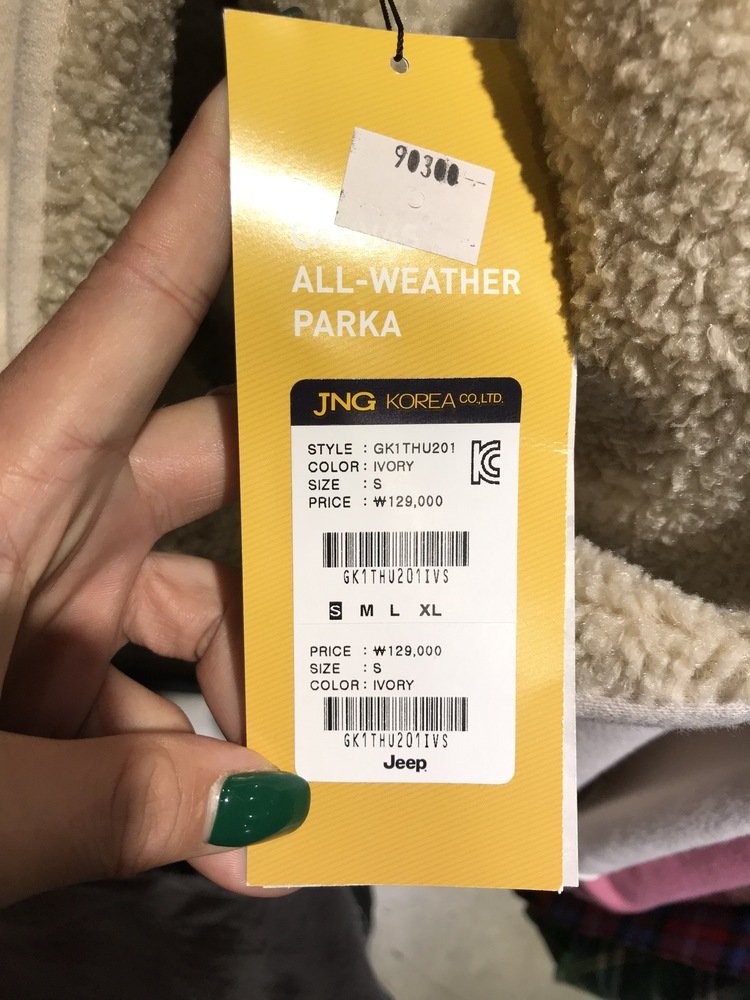 90300
ALL-WEATHER
PARKA
JNG KOREA CO.,LTD.
STYLE : GK1THU201
COLOR : IVORY
SIZE : S
PRICE : ₩129,000
GK1THU201IVS
S M L XL
PRICE : ₩129,000
SIZE : S
COLOR : IVORY
GK1THU201IVS
Jeep